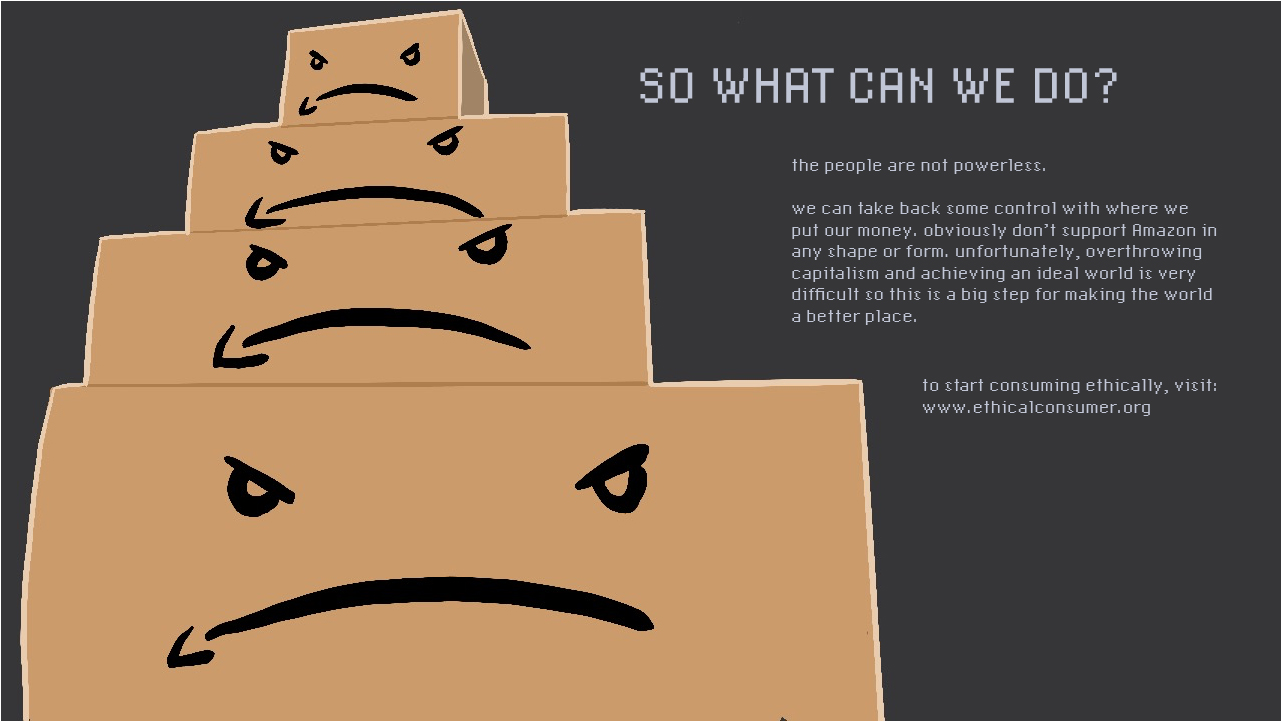 SO WHAT CAN WE DO?
the people are not powerless.
we can take back some control with where we
put our money. obviously don't support Amazon in
any shape or form. unfortunately, overthrowing
capitalism and achieving an ideal world is very
difficult so this is a big step for making the world
a better place.
to start consuming ethically, visit:
www.ethicalconsumer.org